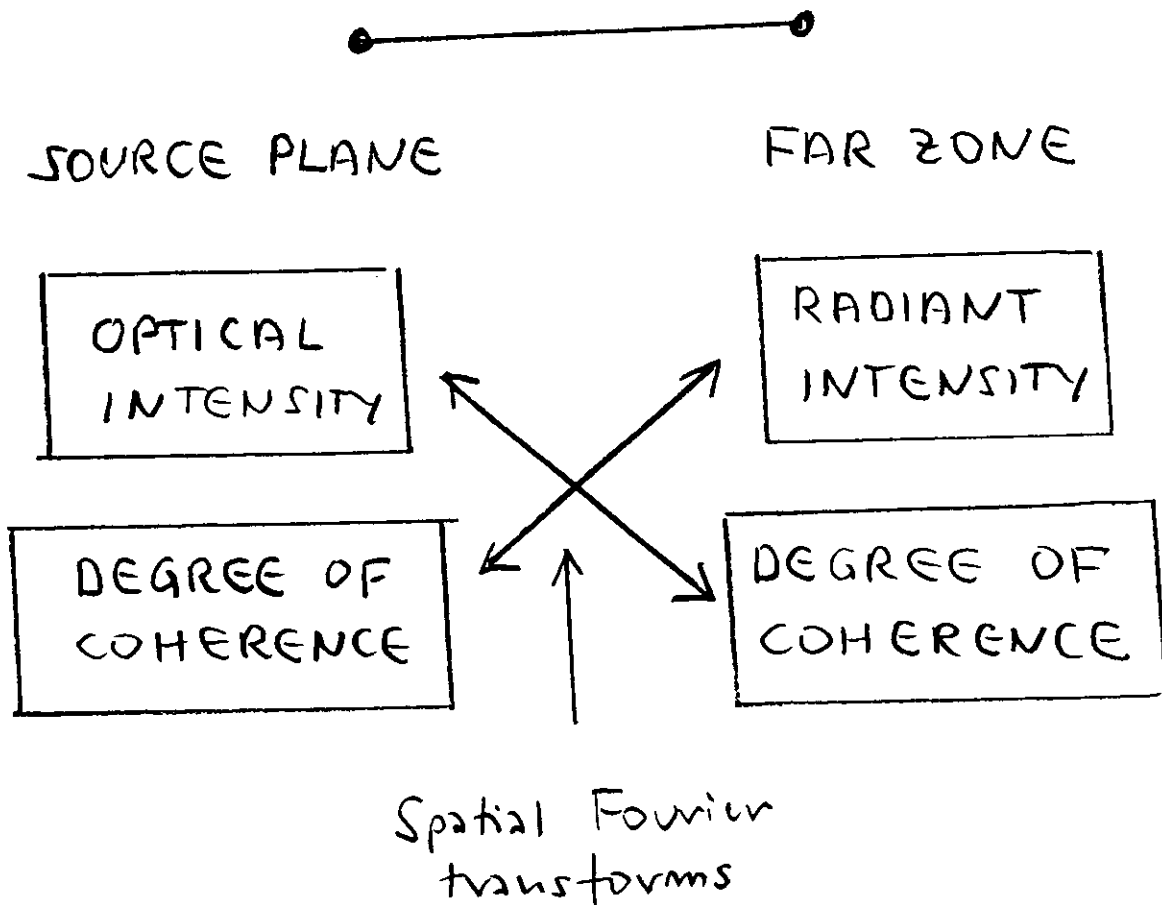 SOURCE PLANE
FAR ZONE
OPTICAL
INTENSITY
RADIANT
INTENSITY
DEGREE OF
COHERENCE
DEGREE OF
COHERENCE
Spatial Fourier
transforms